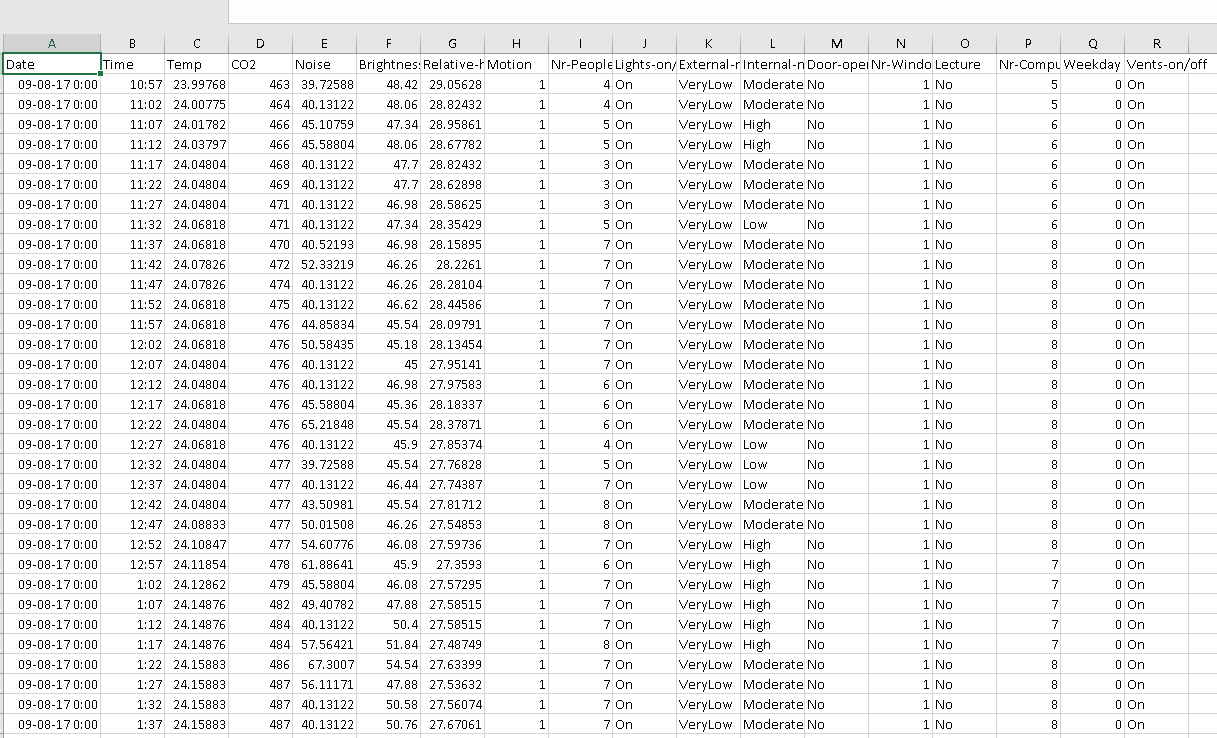 A B C D E F G H I J K L M N O P Q R
Date Time Temp CO2 Noise Brightness Relative-h Motion Nr-People Lights-on/ External-n Internal-n Door-open Nr-Windo Lecture Nr-Compu Weekday Vents-on/off
09-08-17 0:00 10:57 23.99768 463 39.72588 48.42 29.05628 1 4 On VeryLow Moderate No 1 No 5 0 On
09-08-17 0:00 11:02 24.00775 464 40.13122 48.06 28.82432 1 4 On VeryLow Moderate No 1 No 5 0 On
09-08-17 0:00 11:07 24.01782 466 45.10759 47.34 28.95861 1 5 On VeryLow High No 1 No 6 0 On
09-08-17 0:00 11:12 24.03797 466 45.58804 48.06 28.67782 1 5 On VeryLow High No 1 No 6 0 On
09-08-17 0:00 11:17 24.04804 468 40.13122 47.7 28.82432 1 3 On VeryLow Moderate No 1 No 6 0 On
09-08-17 0:00 11:22 24.04804 469 40.13122 47.7 28.62898 1 3 On VeryLow Moderate No 1 No 6 0 On
09-08-17 0:00 11:27 24.04804 471 40.13122 46.98 28.58625 1 3 On VeryLow Moderate No 1 No 6 0 On
09-08-17 0:00 11:32 24.06818 471 40.13122 47.34 28.35429 1 5 On VeryLow Low No 1 No 6 0 On
09-08-17 0:00 11:37 24.06818 470 40.52193 46.98 28.15895 1 7 On VeryLow Moderate No 1 No 8 0 On
09-08-17 0:00 11:42 24.07826 472 52.33219 46.26 28.2261 1 7 On VeryLow Moderate No 1 No 8 0 On
09-08-17 0:00 11:47 24.07826 474 40.13122 46.26 28.28104 1 7 On VeryLow Moderate No 1 No 8 0 On
09-08-17 0:00 11:52 24.06818 475 40.13122 46.62 28.44586 1 7 On VeryLow Moderate No 1 No 8 0 On
09-08-17 0:00 11:57 24.06818 476 44.85834 45.54 28.09791 1 7 On VeryLow Moderate No 1 No 8 0 On
09-08-17 0:00 12:02 24.06818 476 50.58435 45.18 28.13454 1 7 On VeryLow Moderate No 1 No 8 0 On
09-08-17 0:00 12:07 24.04804 476 40.13122 45 27.95141 1 7 On VeryLow Moderate No 1 No 8 0 On
09-08-17 0:00 12:12 24.04804 476 40.13122 46.98 27.97583 1 6 On VeryLow Moderate No 1 No 8 0 On
09-08-17 0:00 12:17 24.06818 476 45.58804 45.36 28.18337 1 6 On VeryLow Moderate No 1 No 8 0 On
09-08-17 0:00 12:22 24.04804 476 65.21848 45.54 28.37871 1 6 On VeryLow Moderate No 1 No 8 0 On
09-08-17 0:00 12:27 24.06818 476 40.13122 45.9 27.85374 1 4 On VeryLow Low No 1 No 8 0 On
09-08-17 0:00 12:32 24.04804 477 39.72588 45.54 27.76828 1 5 On VeryLow Low No 1 No 8 0 On
09-08-17 0:00 12:37 24.04804 477 40.13122 46.44 27.74387 1 7 On VeryLow Low No 1 No 8 0 On
09-08-17 0:00 12:42 24.04804 477 43.50981 45.54 27.81712 1 8 On VeryLow Moderate No 1 No 8 0 On
09-08-17 0:00 12:47 24.08833 477 50.01508 46.26 27.54853 1 8 On VeryLow Moderate No 1 No 8 0 On
09-08-17 0:00 12:52 24.10847 477 54.60776 46.08 27.59736 1 7 On VeryLow High No 1 No 8 0 On
09-08-17 0:00 12:57 24.11854 478 61.88641 45.9 27.3593 1 6 On VeryLow High No 1 No 7 0 On
09-08-17 0:00 1:02 24.12862 479 45.58804 46.08 27.57295 1 7 On VeryLow High No 1 No 7 0 On
09-08-17 0:00 1:07 24.14876 482 49.40782 47.88 27.58515 1 7 On VeryLow High No 1 No 7 0 On
09-08-17 0:00 1:12 24.14876 484 40.13122 50.4 27.58515 1 7 On VeryLow High No 1 No 7 0 On
09-08-17 0:00 1:17 24.14876 484 57.56421 51.84 27.48749 1 8 On VeryLow High No 1 No 7 0 On
09-08-17 0:00 1:22 24.15883 486 67.3007 54.54 27.63399 1 7 On VeryLow Moderate No 1 No 8 0 On
09-08-17 0:00 1:27 24.15883 487 56.11171 47.88 27.53632 1 7 On VeryLow Moderate No 1 No 8 0 On
09-08-17 0:00 1:32 24.15883 487 40.13122 50.58 27.56074 1 7 On VeryLow Moderate No 1 No 8 0 On
09-08-17 0:00 1:37 24.15883 487 40.13122 50.76 27.67061 1 7 On VeryLow Moderate No 1 No 8 0 On